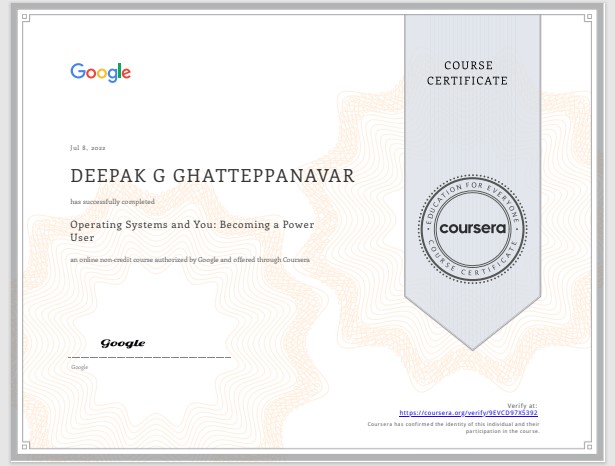 Google
COURSE
CERTIFICATE
Jul 8, 2022
DEEPAK G GHATTEPPANAVAR
has successfully completed
Operating Systems and You: Becoming a Power
User
an online non-credit course authorized by Google and offered through Coursera
EDUCATION FOR EVERYONE
coursera
COURSE CERTIFICATE
Google
Google
Verify at:
https://coursera.org/verify/9EVCD97X5392
Coursera has confirmed the identity of this individual and their
participation in the course.